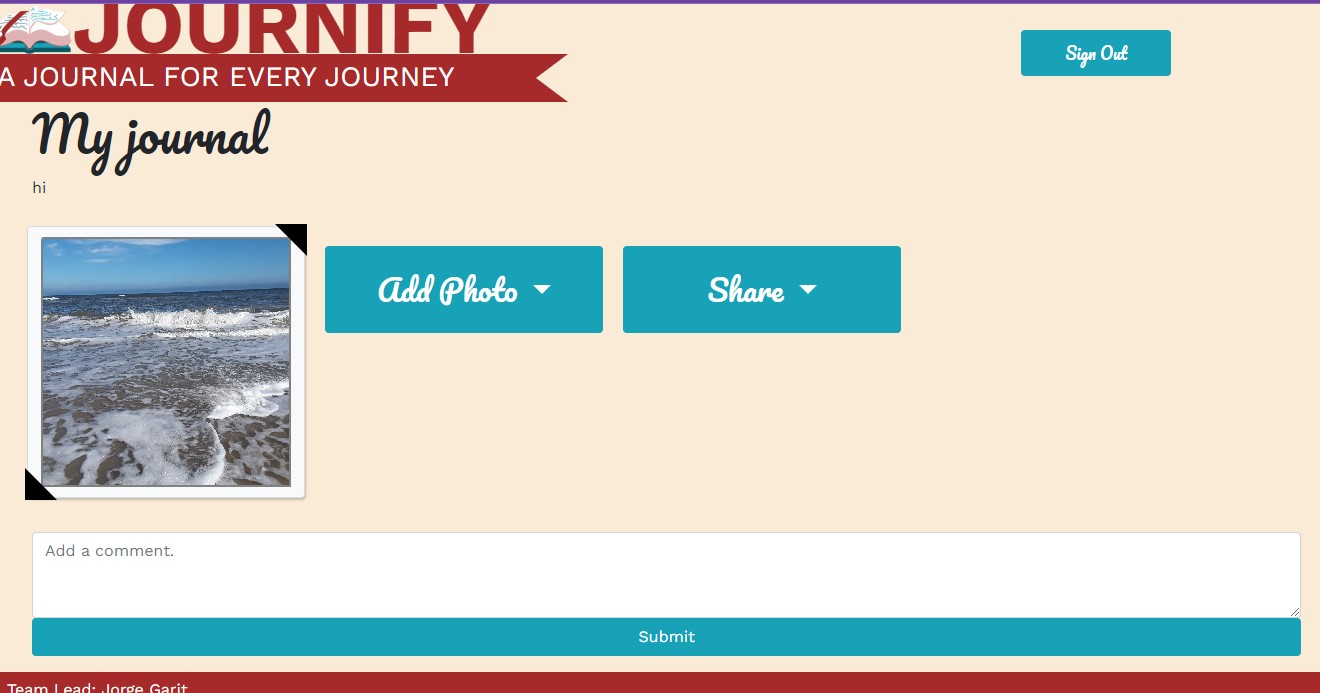 JOURNIFY
A JOURNAL FOR EVERY JOURNEY
Sign Out
My journal
hi
Add Photo
Share
Add a comment.
Submit
Team Lead: Jorge Garit